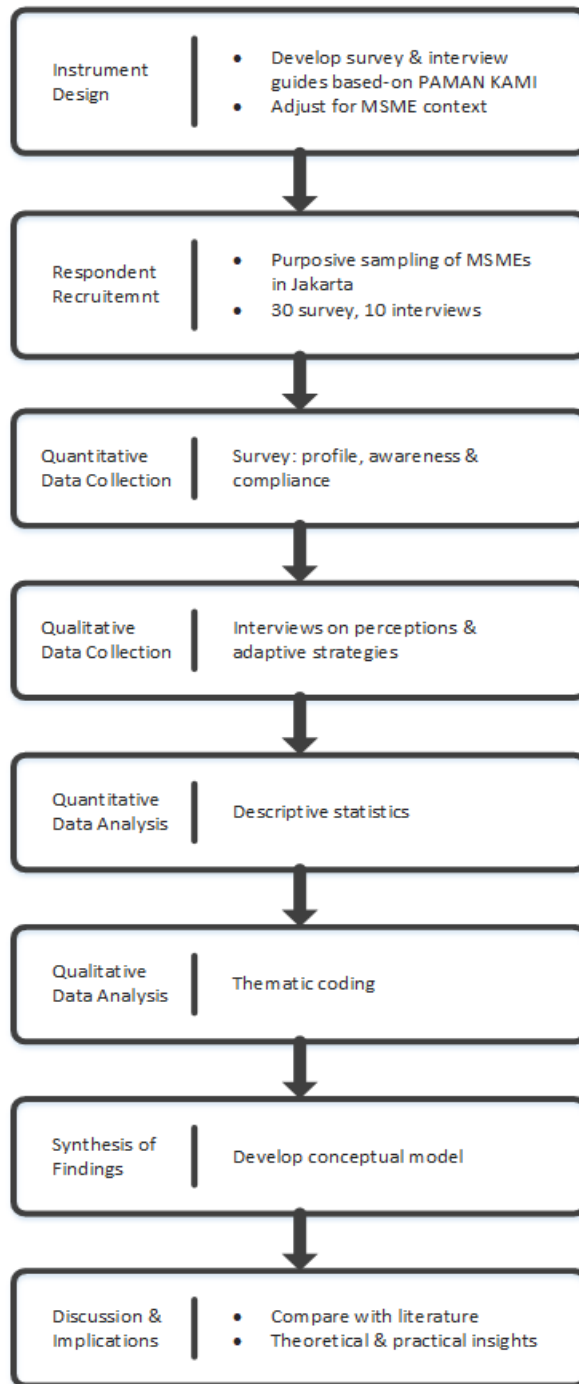 Instrument
Design
• Develop survey & interview
guides based-on PAMAN KAMI
• Adjust for MSME context
Respondent
Recruitemnt
• Purposive sampling of MSMEs
in Jakarta
• 30 survey, 10 interviews
Quantitative
Data Collection
Survey: profile, awareness &
compliance
Qualitative
Data Collection
Interviews on perceptions &
adaptive strategies
Quantitative
Data Analysis
Descriptive statistics
Qualitative
Data Analysis
Thematic coding
Synthesis of
Findings
Develop conceptual model
Discussion &
Implications
• Compare with literature
• Theoretical & practical insights